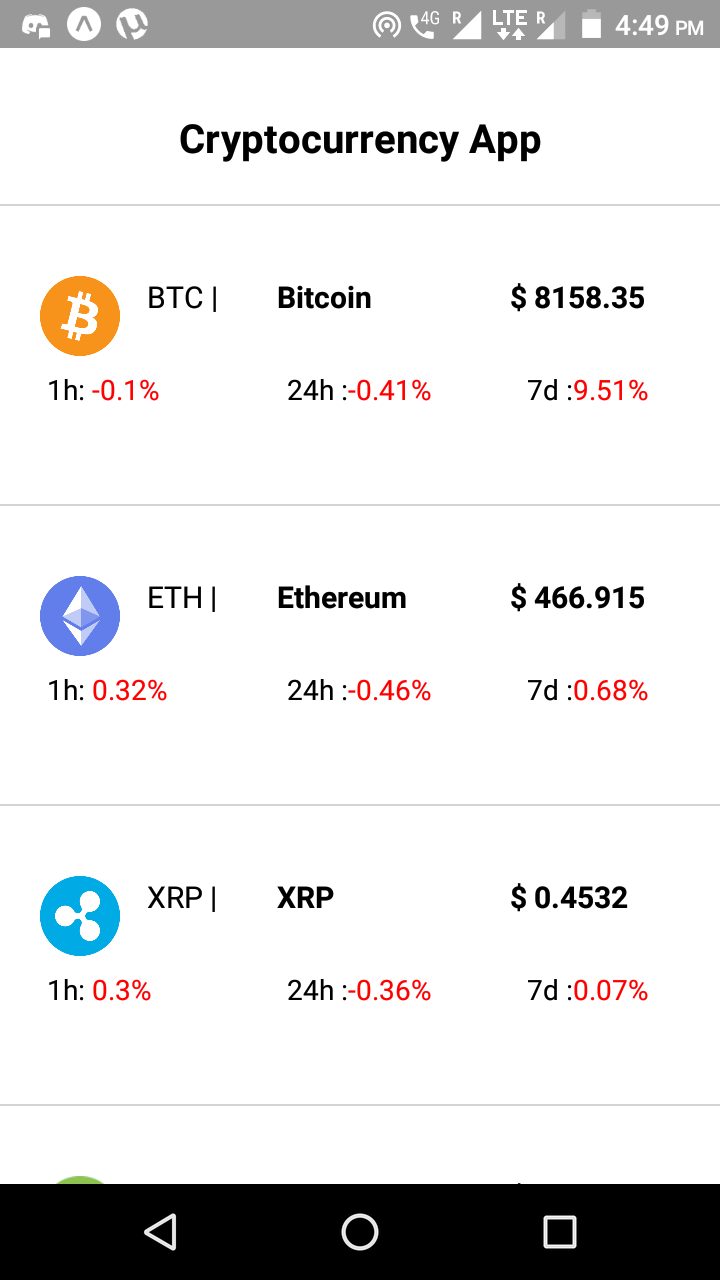 4G R LTE R 4:49 PM
Cryptocurrency App
BTC | Bitcoin $ 8158.35
1h: -0.1% 24h :-0.41% 7d :9.51%
ETH | Ethereum $ 466.915
1h: 0.32% 24h :-0.46% 7d :0.68%
XRP | XRP $ 0.4532
1h: 0.3% 24h :-0.36% 7d :0.07%